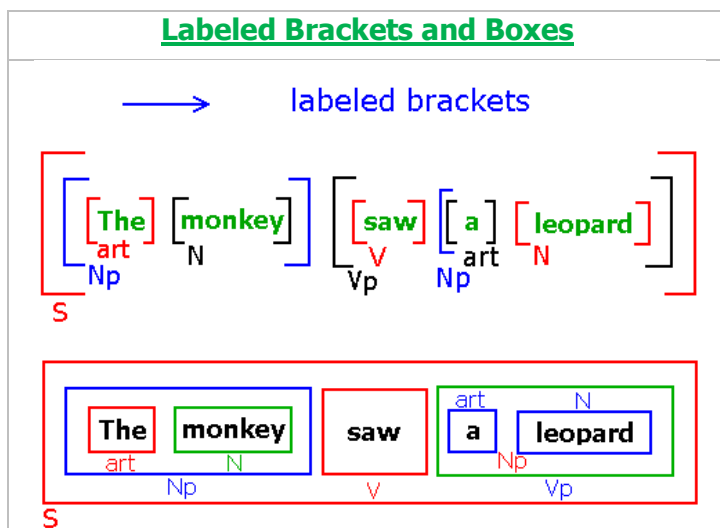 Labeled Brackets and Boxes
labeled brackets
The monkey saw a leopard
art N V art N
Np Vp Np
S
art N
The monkey saw a leopard
art N Np
Np V Vp
S